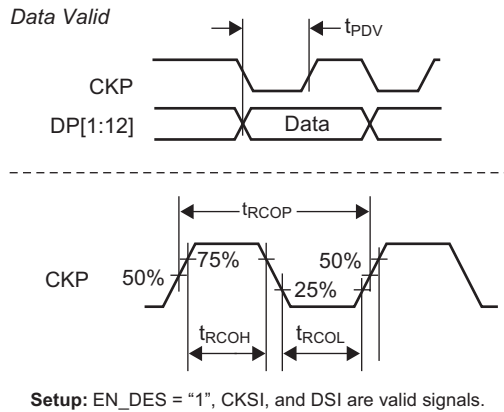 Data Valid
tPDV
CKP
DP[1:12]
Data
tRCOP
75%
50%
50%
CKP
25%
tRCOH
tRCOL
Setup: EN_DES = “1”, CKSI, and DSI are valid signals.